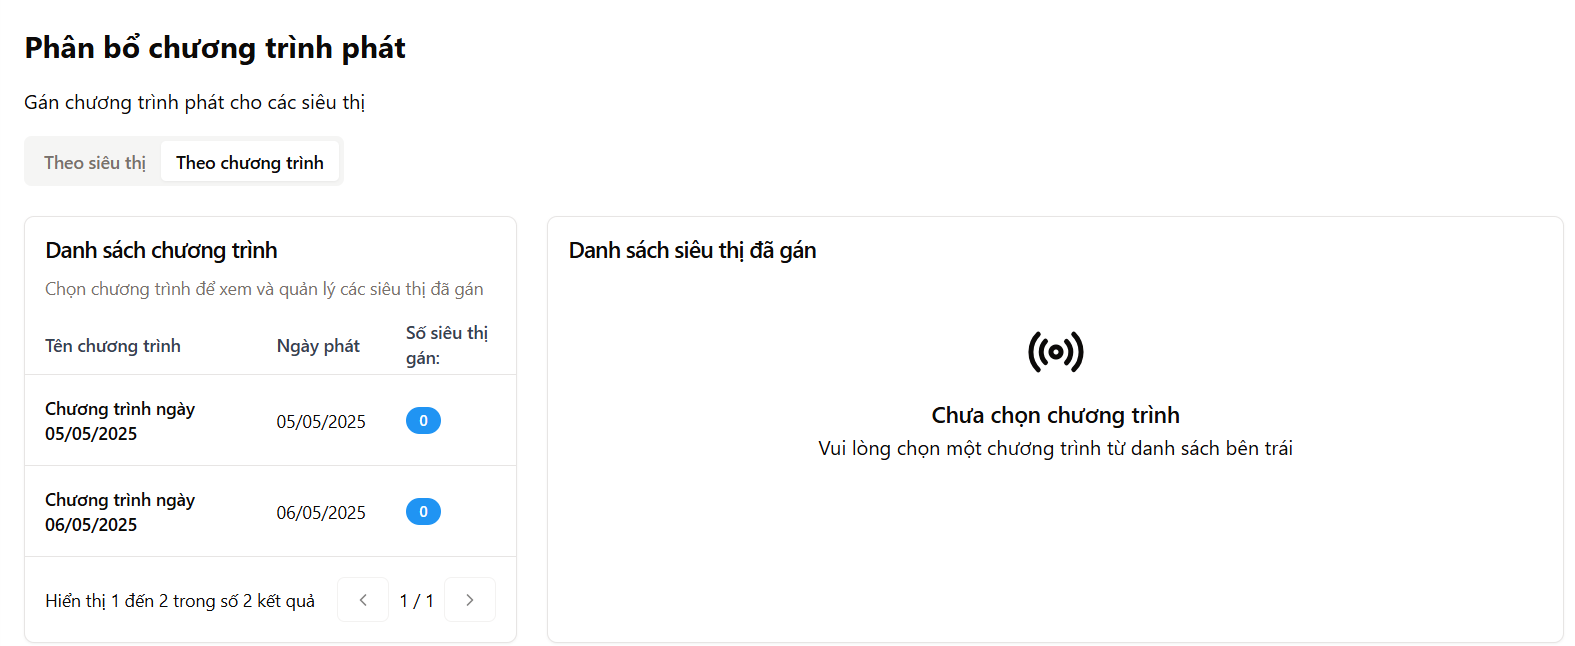 Phân bổ chương trình phát
Gán chương trình phát cho các siêu thị
Theo siêu thị
Theo chương trình
Danh sách chương trình
Chọn chương trình để xem và quản lý các siêu thị đã gán
Tên chương trình
Ngày phát
Số siêu thị
gán:
Chương trình ngày
05/05/2025
05/05/2025
0
Chương trình ngày
06/05/2025
06/05/2025
0
Hiển thị 1 đến 2 trong số 2 kết quả
1 / 1
Danh sách siêu thị đã gán
Chưa chọn chương trình
Vui lòng chọn một chương trình từ danh sách bên trái